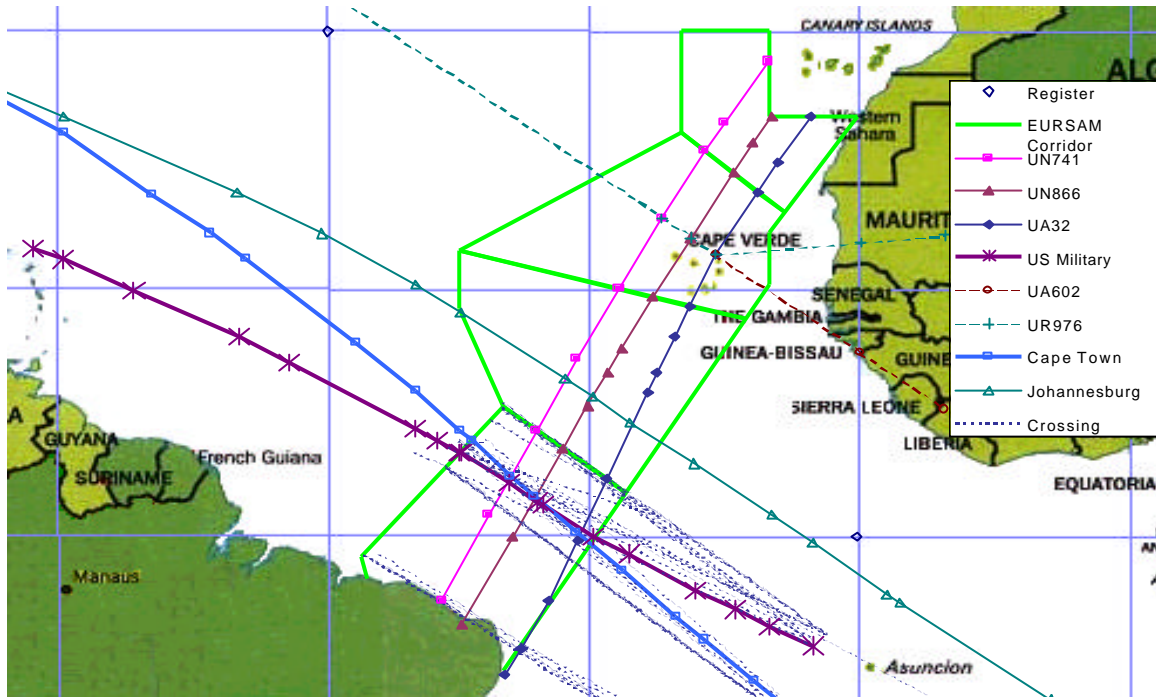 CANARY ISLANDS
ALG
Western
Sahara
MAURIT
CAPE VERDE
SENEGAL
THE GAMBIA
GUINEA-BISSAU
GUINE
SIERRA LEONE
LIBERIA
EQUATORIA
AN
A
GUYANA
SURINAME
French Guiana
Manaus
Asuncion
Register
EURSAM
Corridor
UN741
UN866
UA32
US Military
UA602
UR976
Cape Town
Johannesburg
Crossing